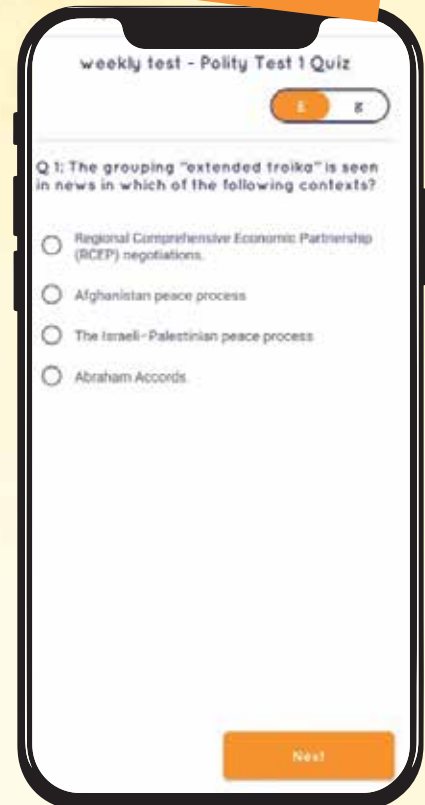 weekly test - Polity Test 1 Quiz
E
Q 1: The grouping "extended troika" is seen
in news in which of the following contexts?
Regional Comprehensive Economic Partnership
(RCEP) negotiations.
Afghanistan peace process
The Israeli-Palestinian peace process
Abraham Accords.
Next